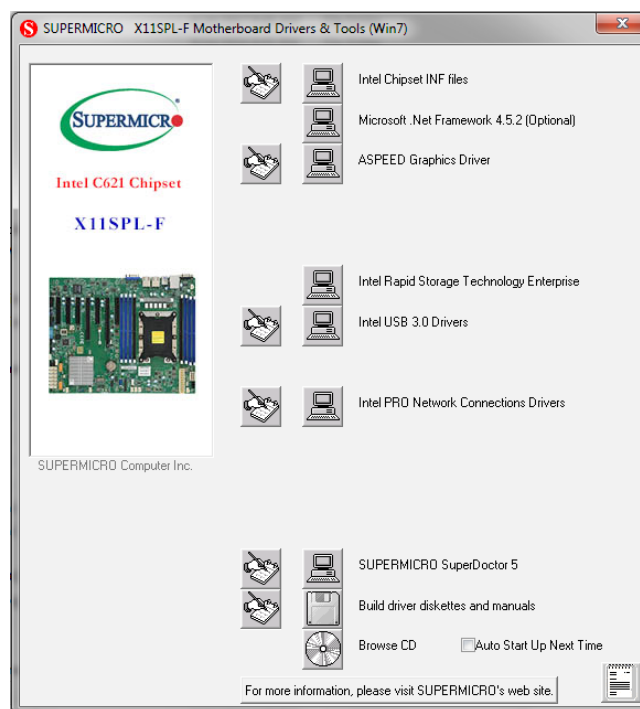 SUPERMICRO X11SPL-F Motherboard Drivers & Tools (Win7)
SUPERMICRO
Intel C621 Chipset
X11SPL-F
SUPERMICRO Computer Inc.
Intel Chipset INF files
Microsoft .Net Framework 4.5.2 (Optional)
ASPEED Graphics Driver
Intel Rapid Storage Technology Enterprise
Intel USB 3.0 Drivers
Intel PRO Network Connections Drivers
SUPERMICRO SuperDoctor 5
Build driver diskettes and manuals
Browse CD Auto Start Up Next Time
For more information, please visit SUPERMICRO's web site.